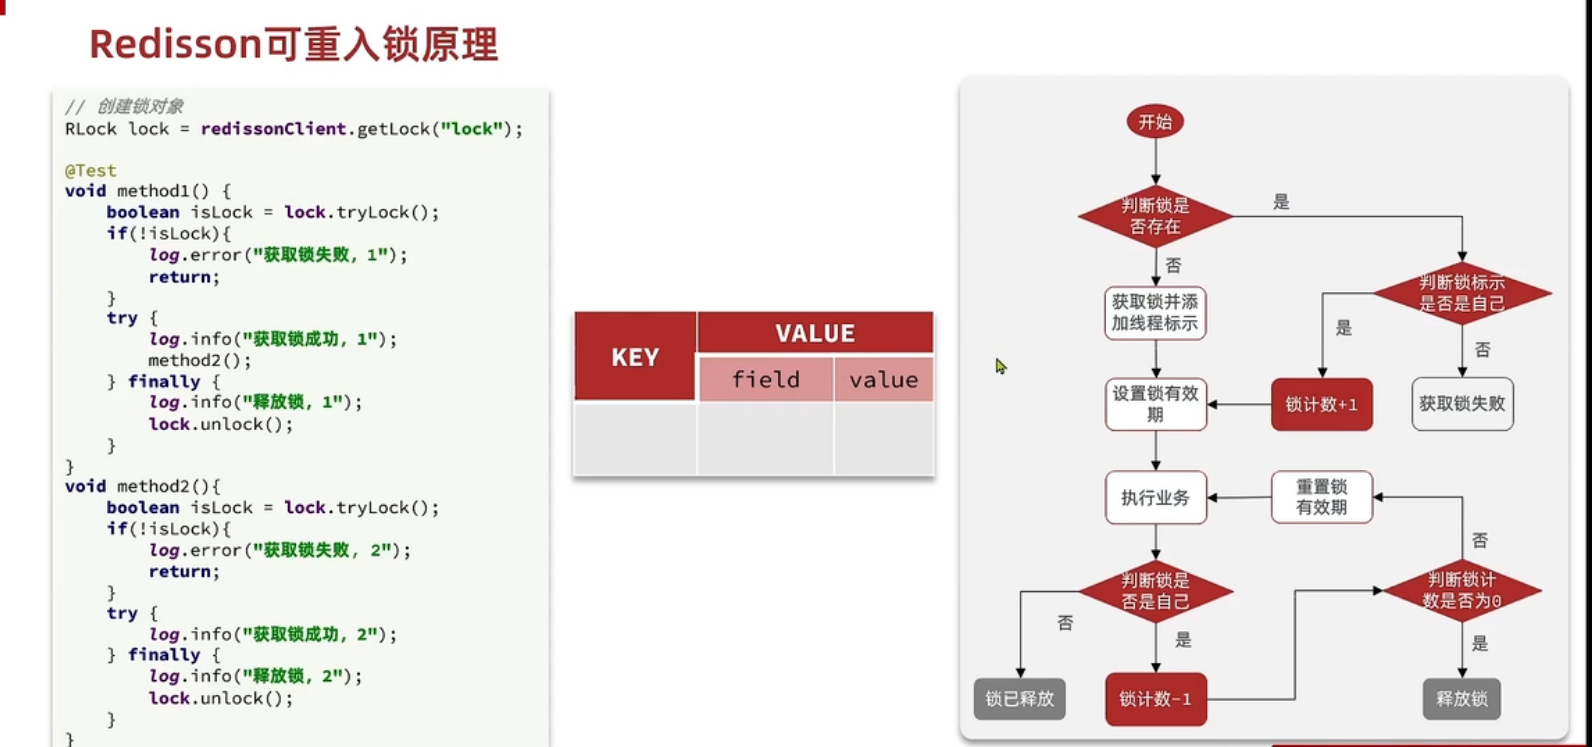 Redisson可重入锁原理
// 创建锁对象
RLock lock = redissonClient.getLock("lock");
@Test
void method1() {
boolean isLock = lock.tryLock();
if(!isLock){
log.error("获取锁失败, 1");
return;
}
try {
log.info("获取锁成功, 1");
method2();
} finally {
log.info("释放锁, 1");
lock.unlock();
}
}
void method2(){
boolean isLock = lock.tryLock();
if(!isLock){
log.error("获取锁失败, 2");
return;
}
try {
log.info("获取锁成功, 2");
} finally {
log.info("释放锁, 2");
lock.unlock();
}
}
KEY
VALUE
field
value
开始
判断锁是
否存在
是
否
获取锁并添
加线程标示
判断锁标示
是否是自己
是
否
设置锁有效
期
锁计数+1
获取锁失败
执行业务
重置锁
有效期
否
判断锁是
否是自己
判断锁计
数是否为0
否
是
是
锁已释放
锁计数-1
释放锁